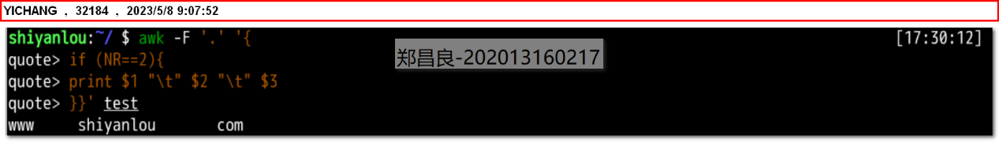 YICHANG , 32184 , 2023/5/8 9:07:52
shiyanlou:~/ $ awk -F '.' '{ [17:30:12]
郑昌良-202013160217
quote> if (NR==2){
quote> print $1 "\t" $2 "\t" $3
quote> }}' test
www shiyanlou com